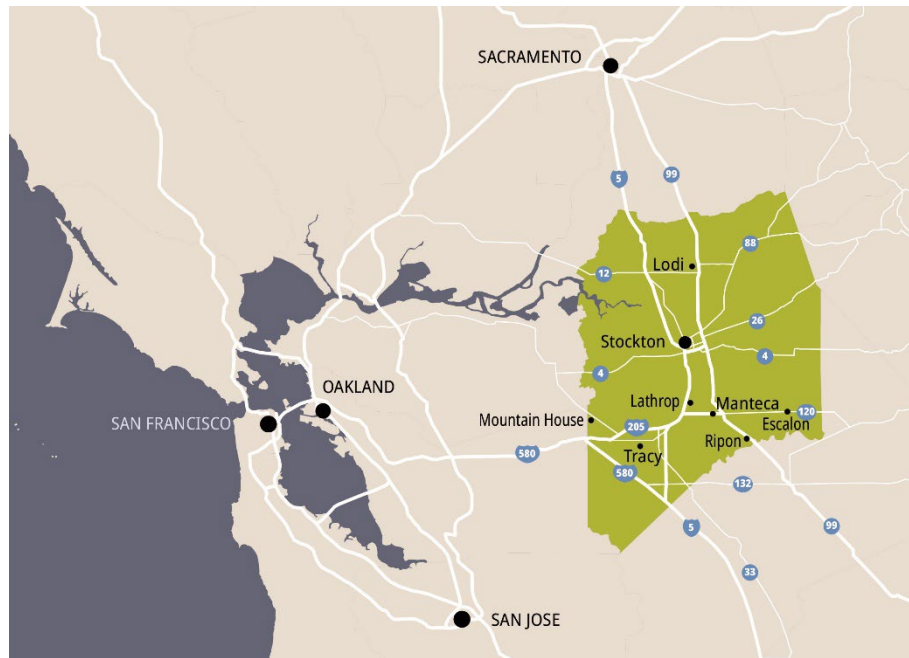 SACRAMENTO
5
99
88
Lodi
12
26
Stockton
4
4
OAKLAND
Lathrop
Manteca
SAN FRANCISCO
Mountain House
120
205
Escalon
Ripon
Tracy
580
580
132
5
99
33
SAN JOSE